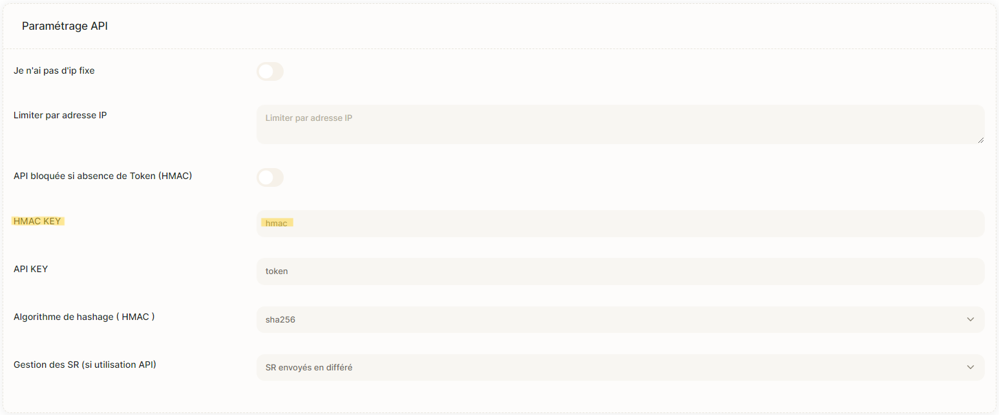 Paramétrage API
Je n'ai pas d'ip fixe
Limiter par adresse IP
Limiter par adresse IP
API bloquée si absence de Token (HMAC)
HMAC KEY
hmac
API KEY
token
Algorithme de hashage ( HMAC )
sha256
Gestion des SR (si utilisation API)
SR envoyés en différé